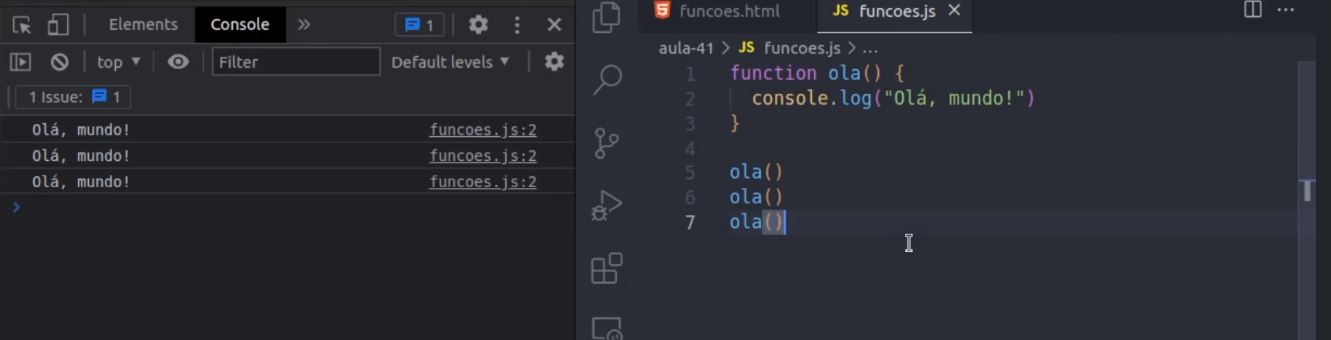 Elements Console » 1
top Filter Default levels
1 Issue: 1
Olá, mundo! funcoes.js:2
Olá, mundo! funcoes.js:2
Olá, mundo! funcoes.js:2
>
funcoes.html JS funcoes.js
aula-41 > JS funcoes.js > ...
1 function ola() {
2 console.log("Olá, mundo!")
3 }
4
5 ola()
6 ola()
7 ola()